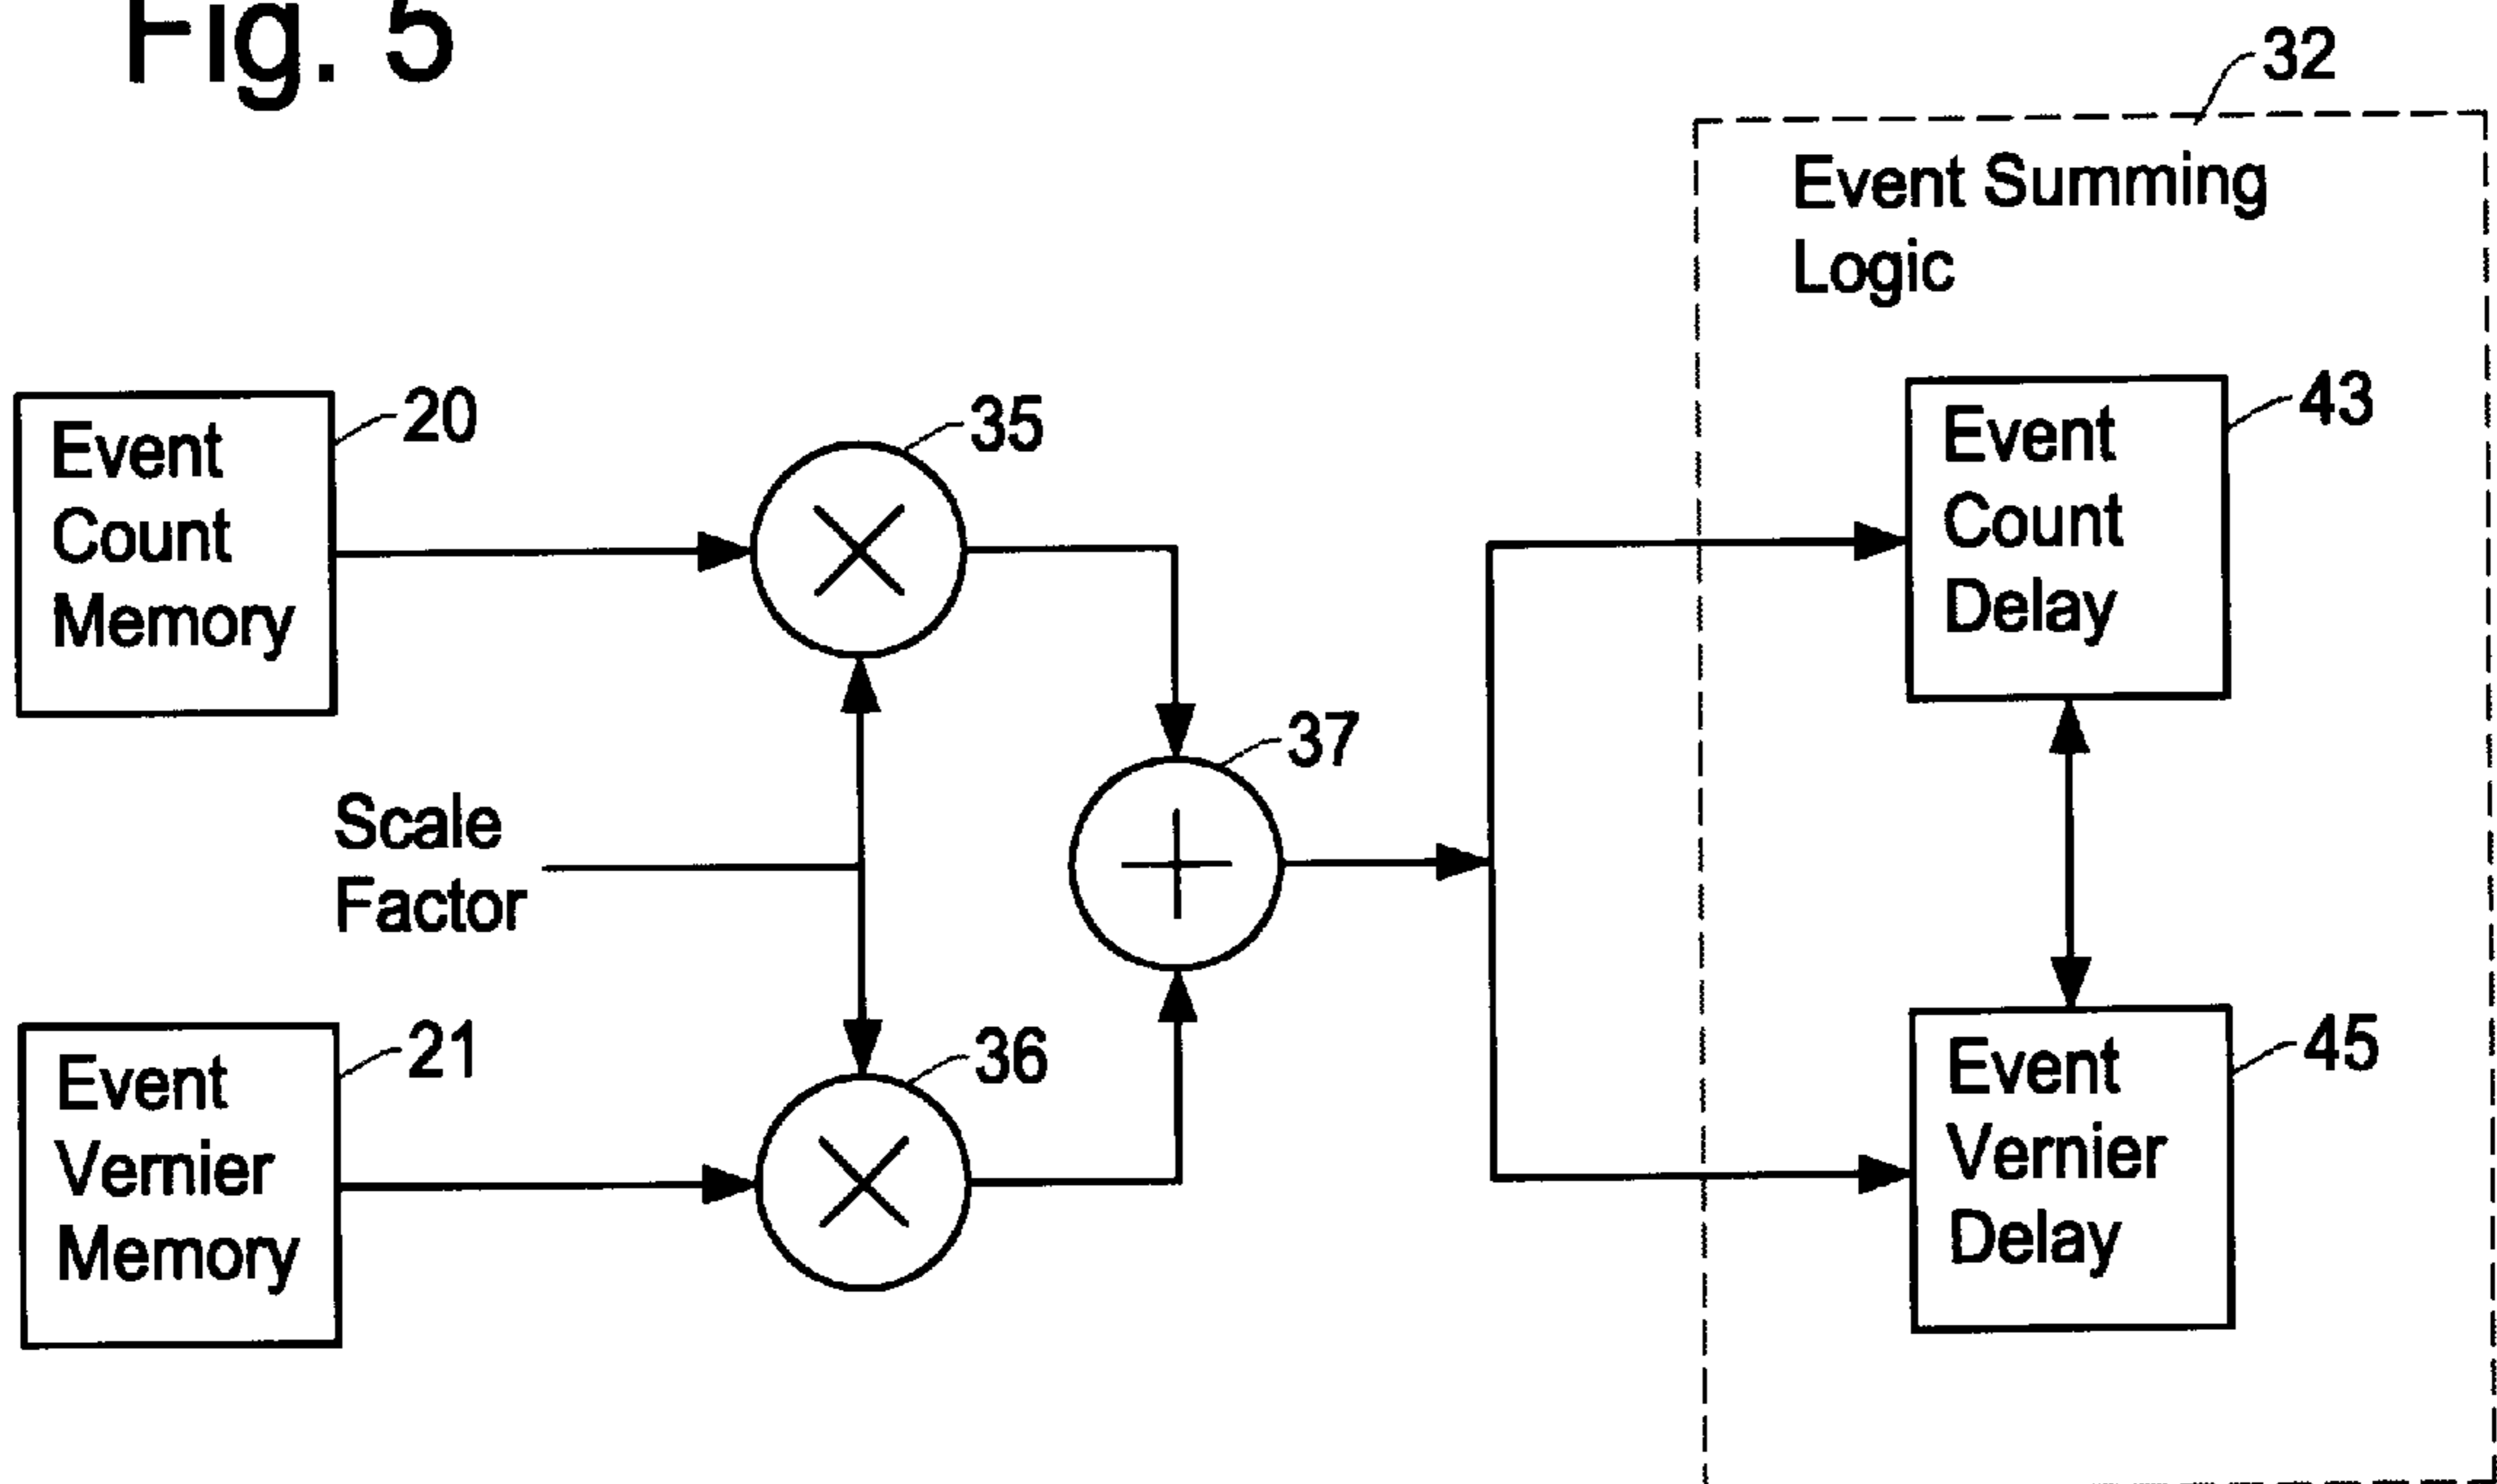 Fig. 5
32
Event Summing
Logic
Event
Count
Memory
20
35
Event
Count
Delay
43
37
Scale
Factor
Event
Vernier
Memory
21
36
Event
Vernier
Delay
45